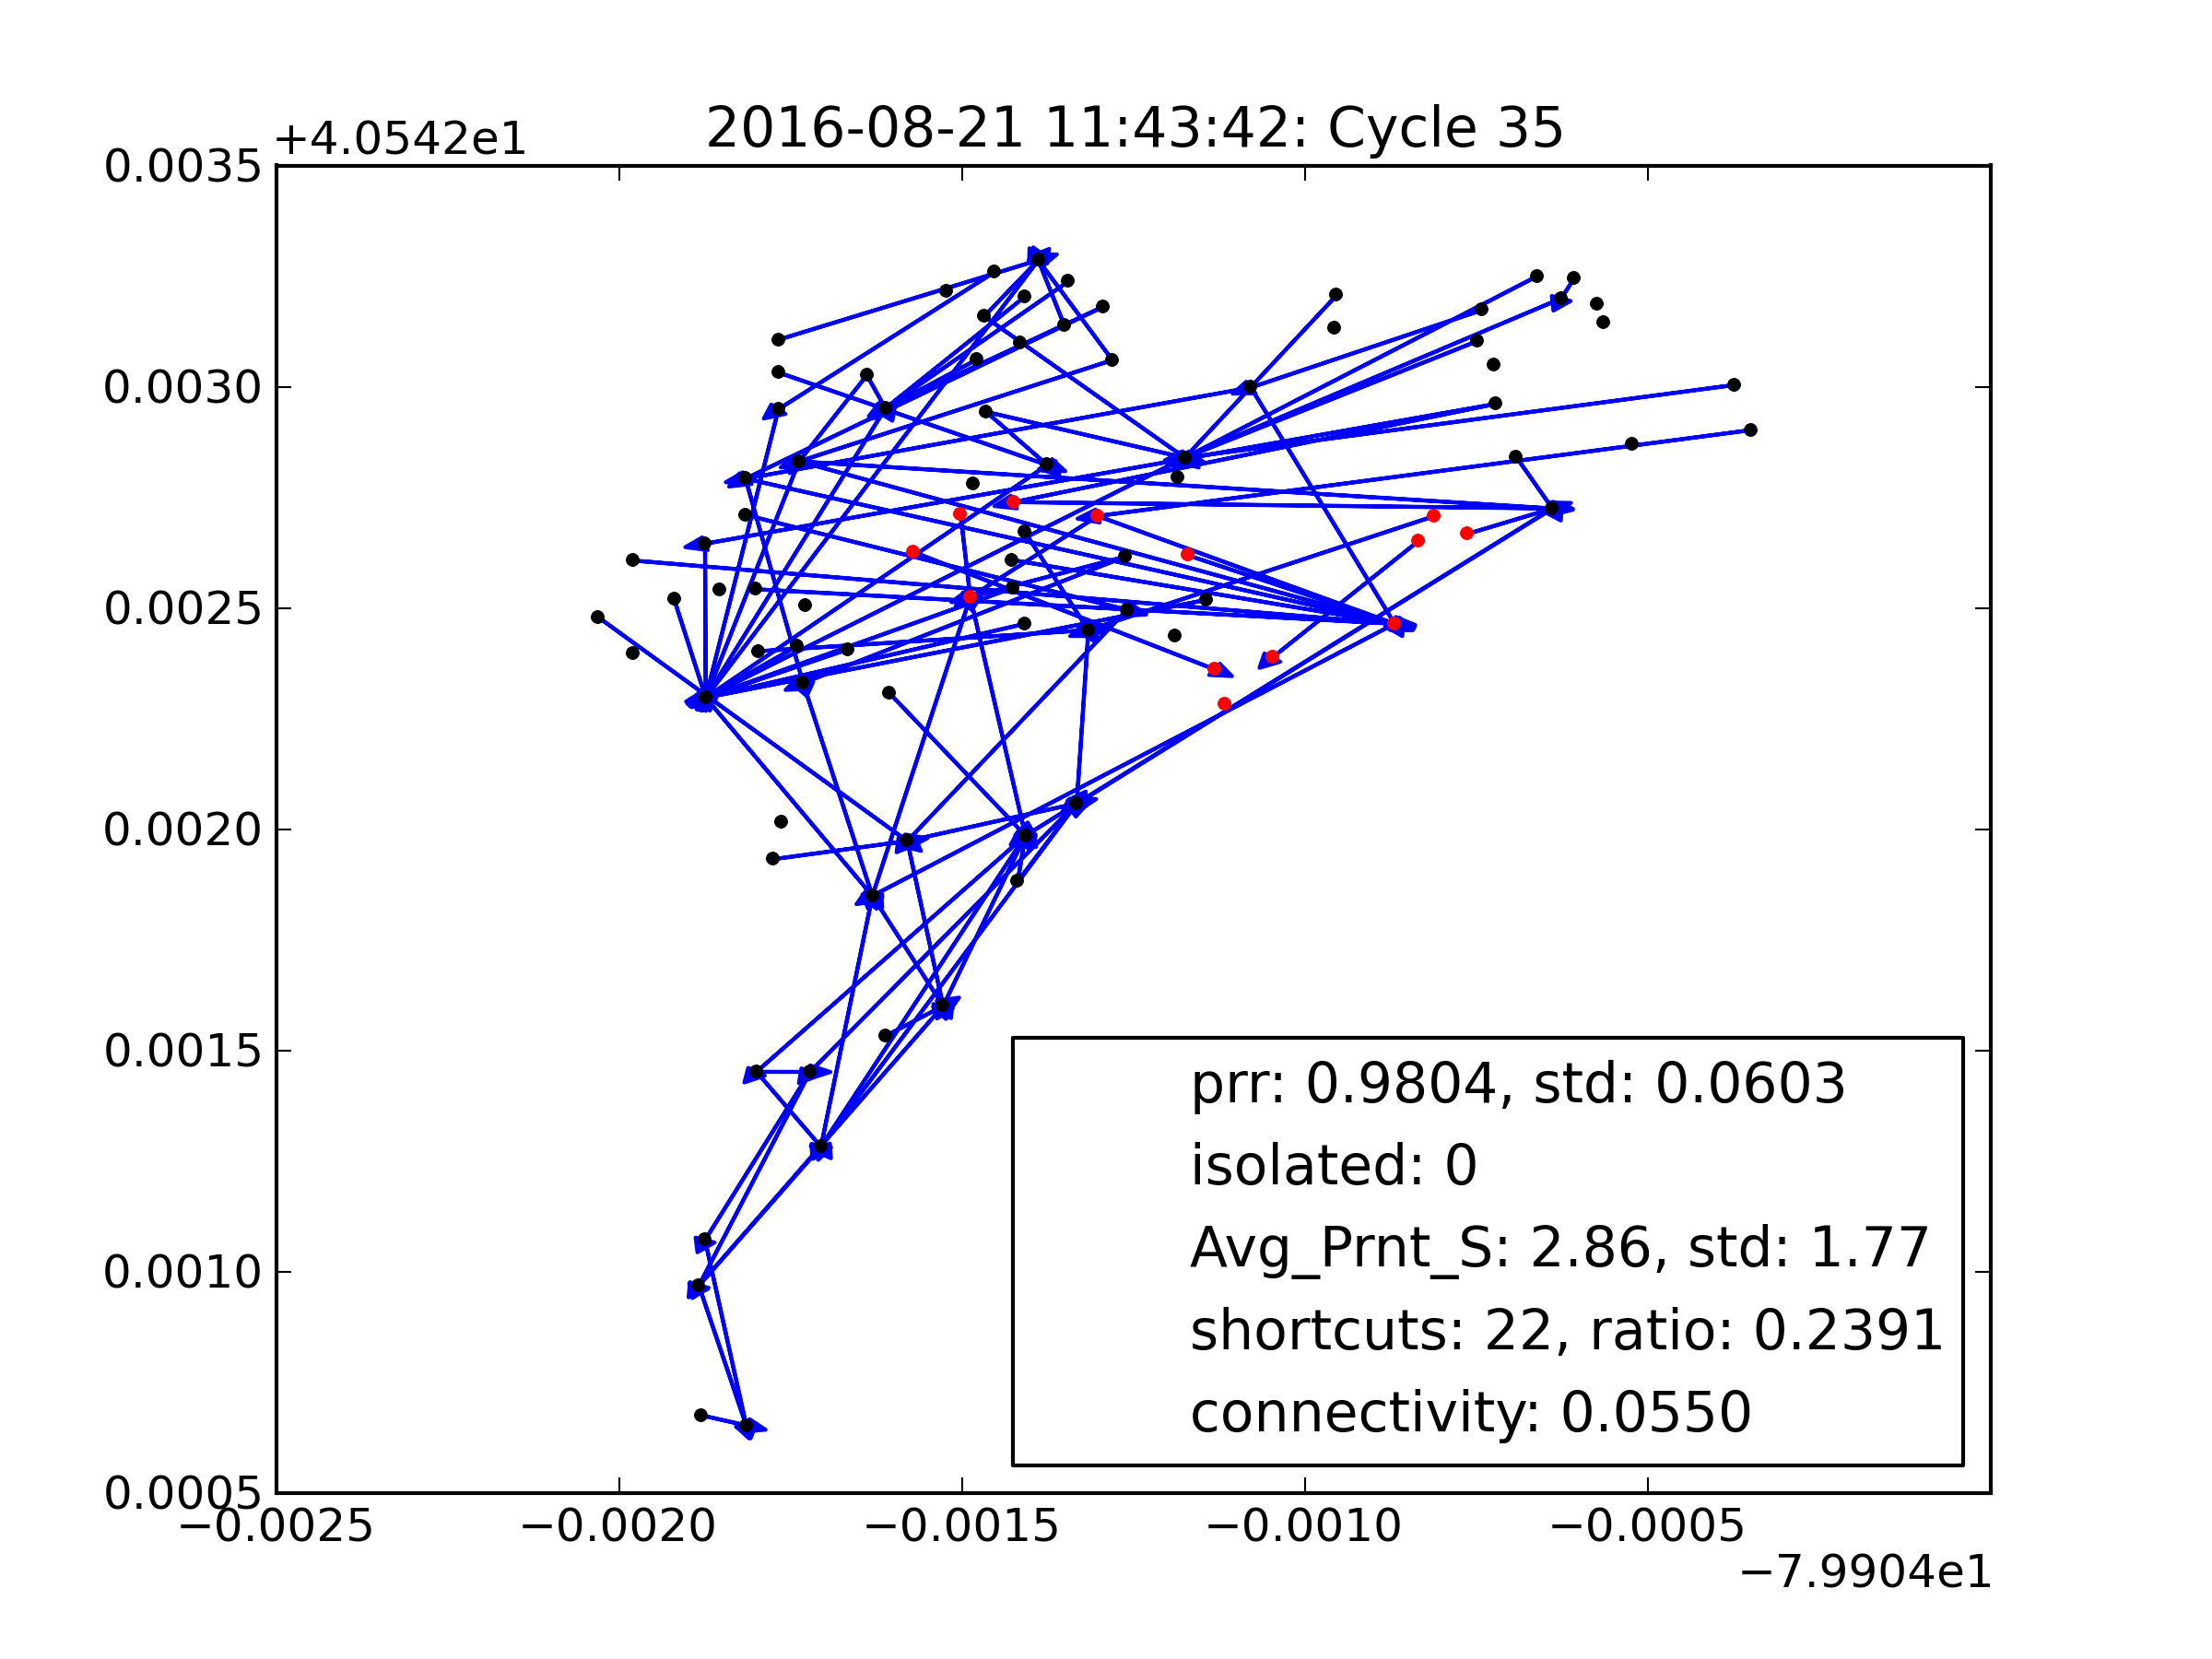 2016-08-21 11:43:42: Cycle 35
+4.0542e1
0.0035
0.0030
0.0025
0.0020
0.0015
0.0010
0.0005
−0.0025
−0.0020
−0.0015
−0.0010
−0.0005
−7.9904e1
prr: 0.9804, std: 0.0603
isolated: 0
Avg_Prnt_S: 2.86, std: 1.77
shortcuts: 22, ratio: 0.2391
connectivity: 0.0550